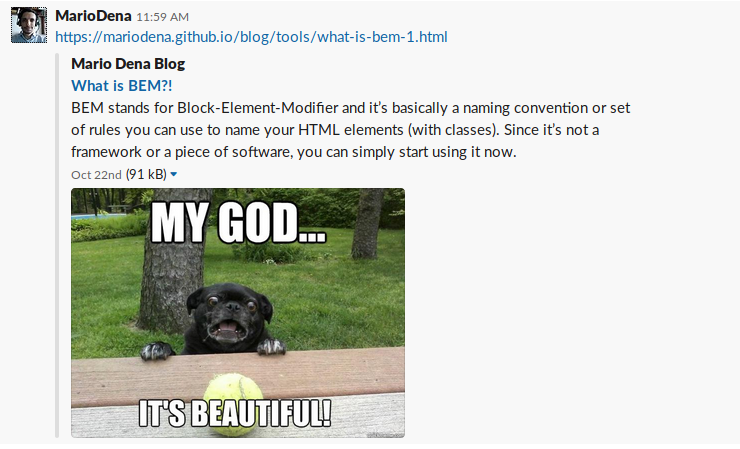 MarioDena 11:59 AM
https://mariodena.github.io/blog/tools/what-is-bem-1.html
Mario Dena Blog
What is BEM?!
BEM stands for Block-Element-Modifier and it’s basically a naming convention or set
of rules you can use to name your HTML elements (with classes). Since it’s not a
framework or a piece of software, you can simply start using it now.
Oct 22nd (91 kB)
MY GOD...
IT'S BEAUTIFUL!